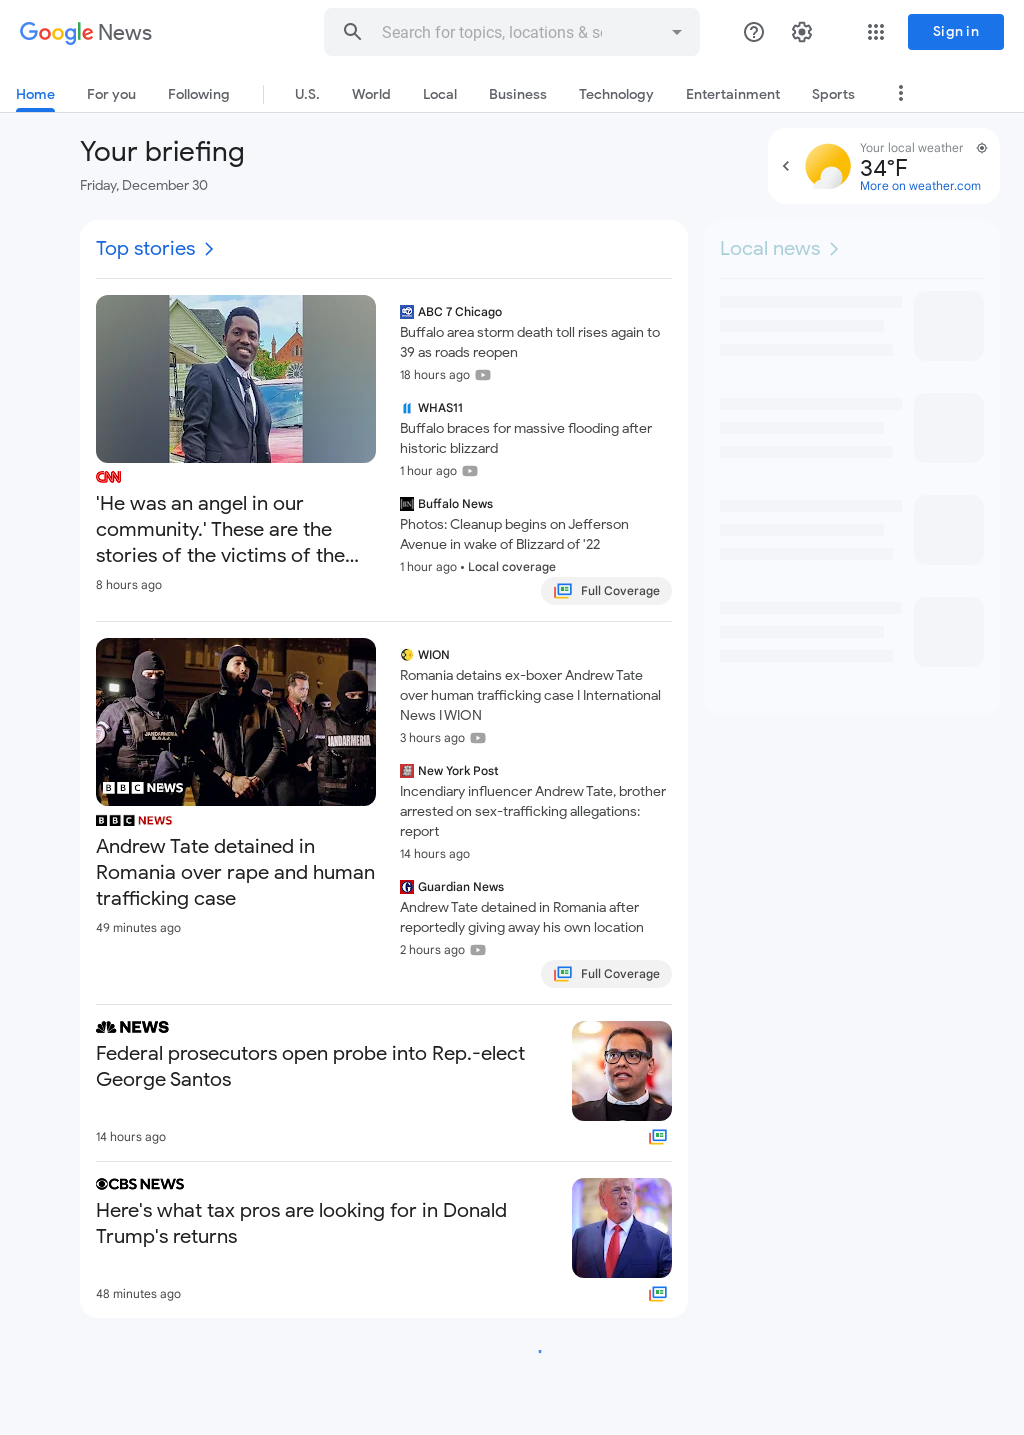 Google News
Search for topics, locations & so
Sign in
Home
For you
Following
U.S.
World
Local
Business
Technology
Entertainment
Sports
Your briefing
Friday, December 30
Your local weather
34°F
More on weather.com
Top stories
Local news
CNN
'He was an angel in our
community.' These are the
stories of the victims of the...
8 hours ago
ABC 7 Chicago
Buffalo area storm death toll rises again to
39 as roads reopen
18 hours ago
WHAS11
Buffalo braces for massive flooding after
historic blizzard
1 hour ago
Buffalo News
Photos: Cleanup begins on Jefferson
Avenue in wake of Blizzard of '22
1 hour ago • Local coverage
Full Coverage
JANDARMERIA
JANDARMERIA
BBC NEWS
BBC NEWS
Andrew Tate detained in
Romania over rape and human
trafficking case
49 minutes ago
WION
Romania detains ex-boxer Andrew Tate
over human trafficking case I International
News I WION
3 hours ago
New York Post
Incendiary influencer Andrew Tate, brother
arrested on sex-trafficking allegations:
report
14 hours ago
Guardian News
Andrew Tate detained in Romania after
reportedly giving away his own location
2 hours ago
Full Coverage
NEWS
Federal prosecutors open probe into Rep.-elect
George Santos
14 hours ago
CBS NEWS
Here's what tax pros are looking for in Donald
Trump's returns
48 minutes ago